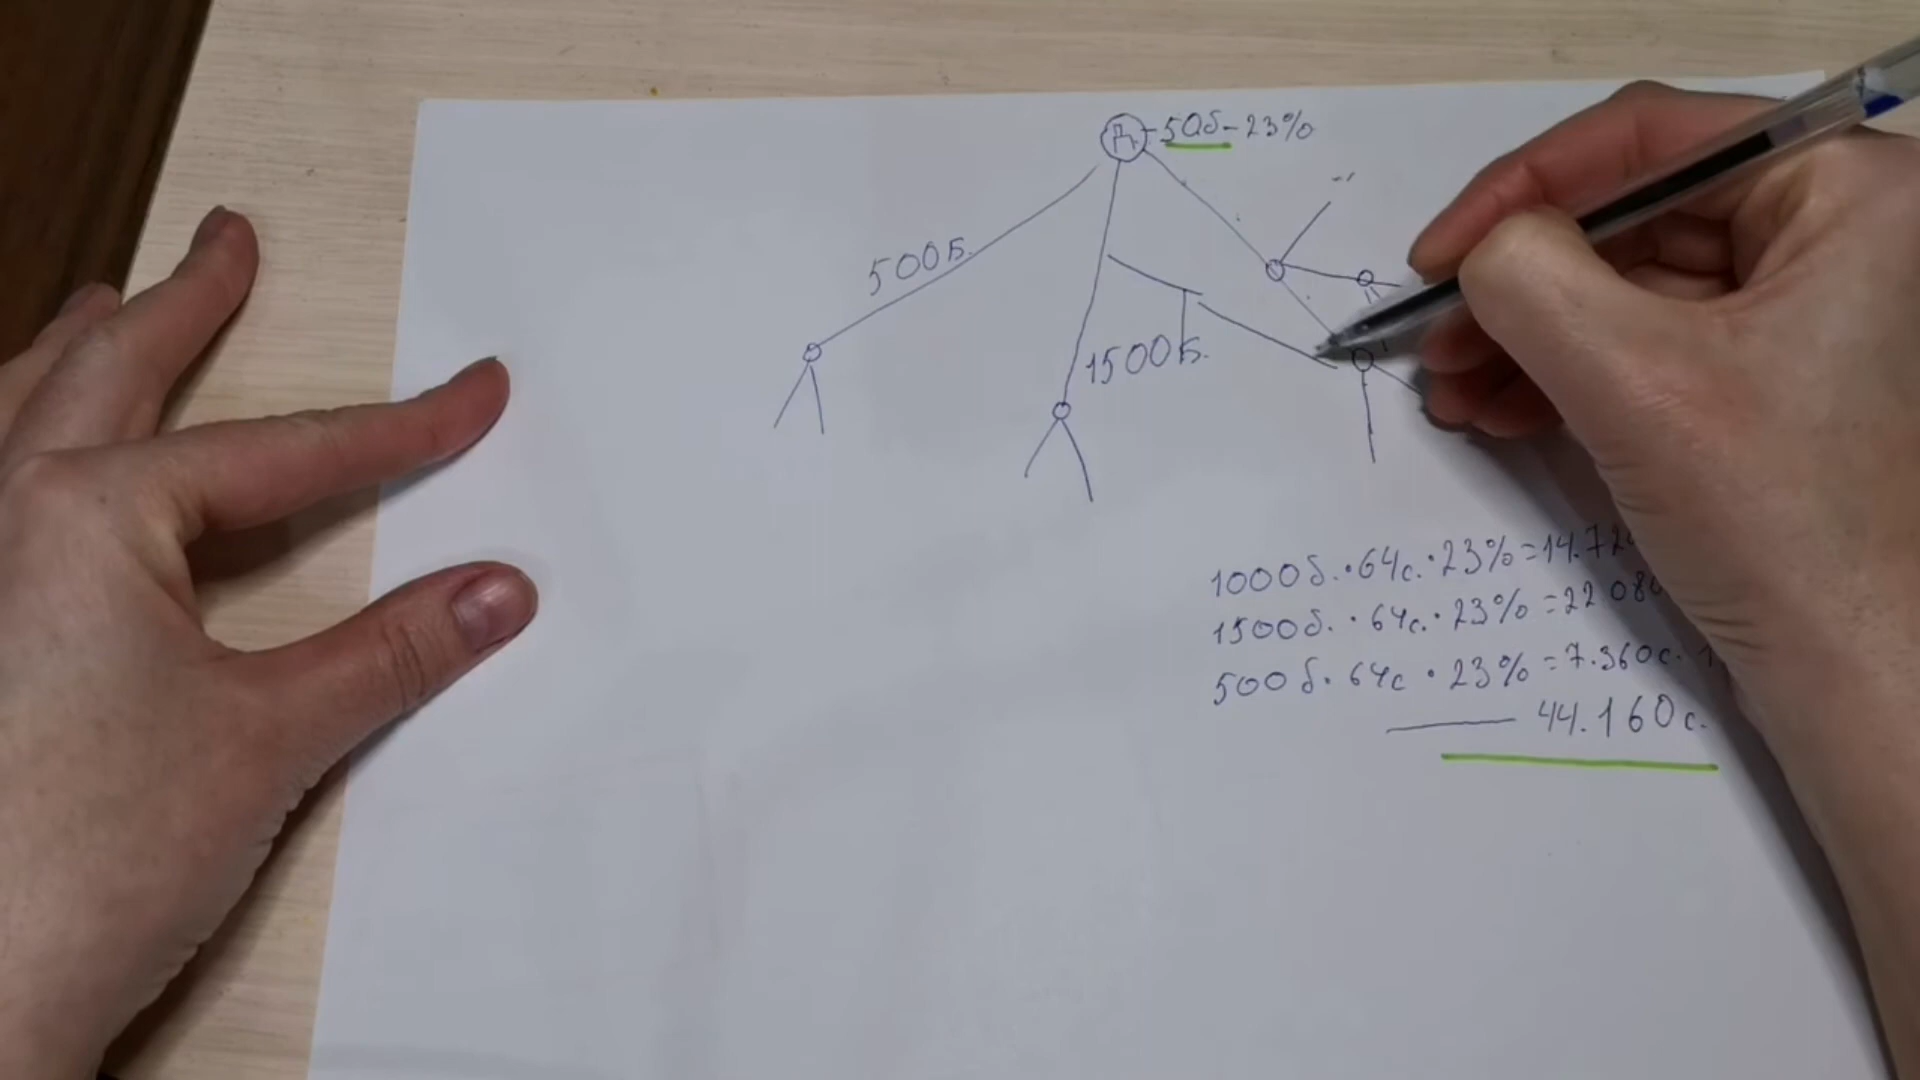 Д - 50б - 23%
500Б.
1500Б.
1000б. · 64с. · 23% = 14.72
1500б. · 64с. · 23% = 22 08
500б · 64с · 23% = 7.360с.
44.160с.